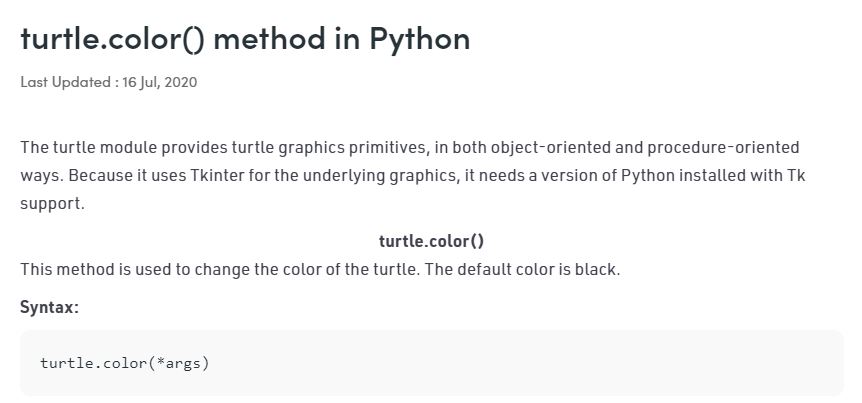 turtle.color() method in Python
Last Updated : 16 Jul, 2020
The turtle module provides turtle graphics primitives, in both object-oriented and procedure-oriented
ways. Because it uses Tkinter for the underlying graphics, it needs a version of Python installed with Tk
support.
turtle.color()
This method is used to change the color of the turtle. The default color is black.
Syntax:
turtle.color(*args)